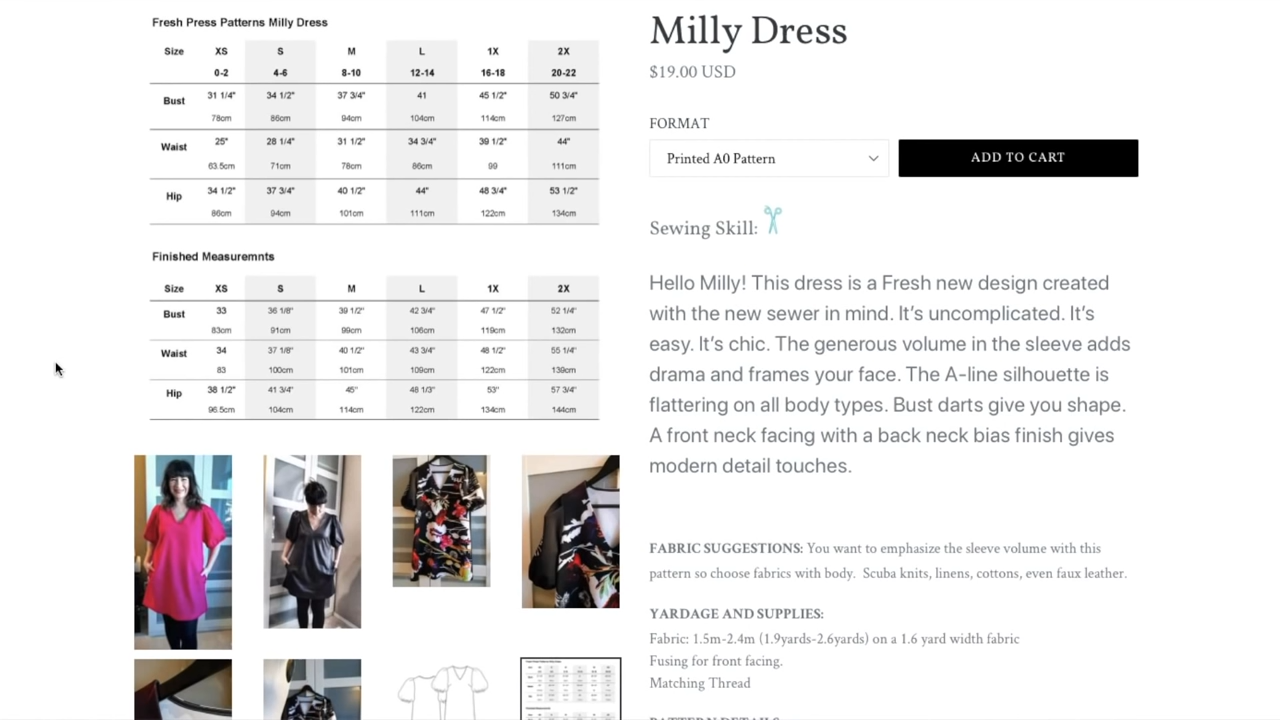 Fresh Press Patterns Milly Dress
Size XS S M L 1X 2X
0-2 4-6 8-10 12-14 16-18 20-22
Bust 31 1/4" 34 1/2" 37 3/4" 41 45 1/2" 50 3/4"
78cm 86cm 94cm 104cm 114cm 127cm
Waist 25" 28 1/4" 31 1/2" 34 3/4" 39 1/2" 44"
63.5cm 71cm 78cm 86cm 99 111cm
Hip 34 1/2" 37 3/4" 40 1/2" 44" 48 3/4" 53 1/2"
86cm 94cm 101cm 111cm 122cm 134cm
Finished Measuremnts
Size XS S M L 1X 2X
Bust 33 36 1/8" 39 1/2" 42 3/4" 47 1/2" 52 1/4"
83cm 91cm 99cm 106cm 119cm 132cm
Waist 34 37 1/8" 40 1/2" 43 3/4" 48 1/2" 55 1/4"
83 100cm 101cm 109cm 122cm 139cm
Hip 38 1/2" 41 3/4" 45" 48 1/3" 53" 57 3/4"
96.5cm 104cm 114cm 122cm 134cm 144cm
Milly Dress
$19.00 USD
FORMAT
Printed A0 Pattern
ADD TO CART
Sewing Skill:
Hello Milly! This dress is a Fresh new design created
with the new sewer in mind. It’s uncomplicated. It’s
easy. It’s chic. The generous volume in the sleeve adds
drama and frames your face. The A-line silhouette is
flattering on all body types. Bust darts give you shape.
A front neck facing with a back neck bias finish gives
modern detail touches.
FABRIC SUGGESTIONS: You want to emphasize the sleeve volume with this
pattern so choose fabrics with body. Scuba knits, linens, cottons, even faux leather.
YARDAGE AND SUPPLIES:
Fabric: 1.5m-2.4m (1.9yards-2.6yards) on a 1.6 yard width fabric
Fusing for front facing.
Matching Thread
PATTERN DETAILS: